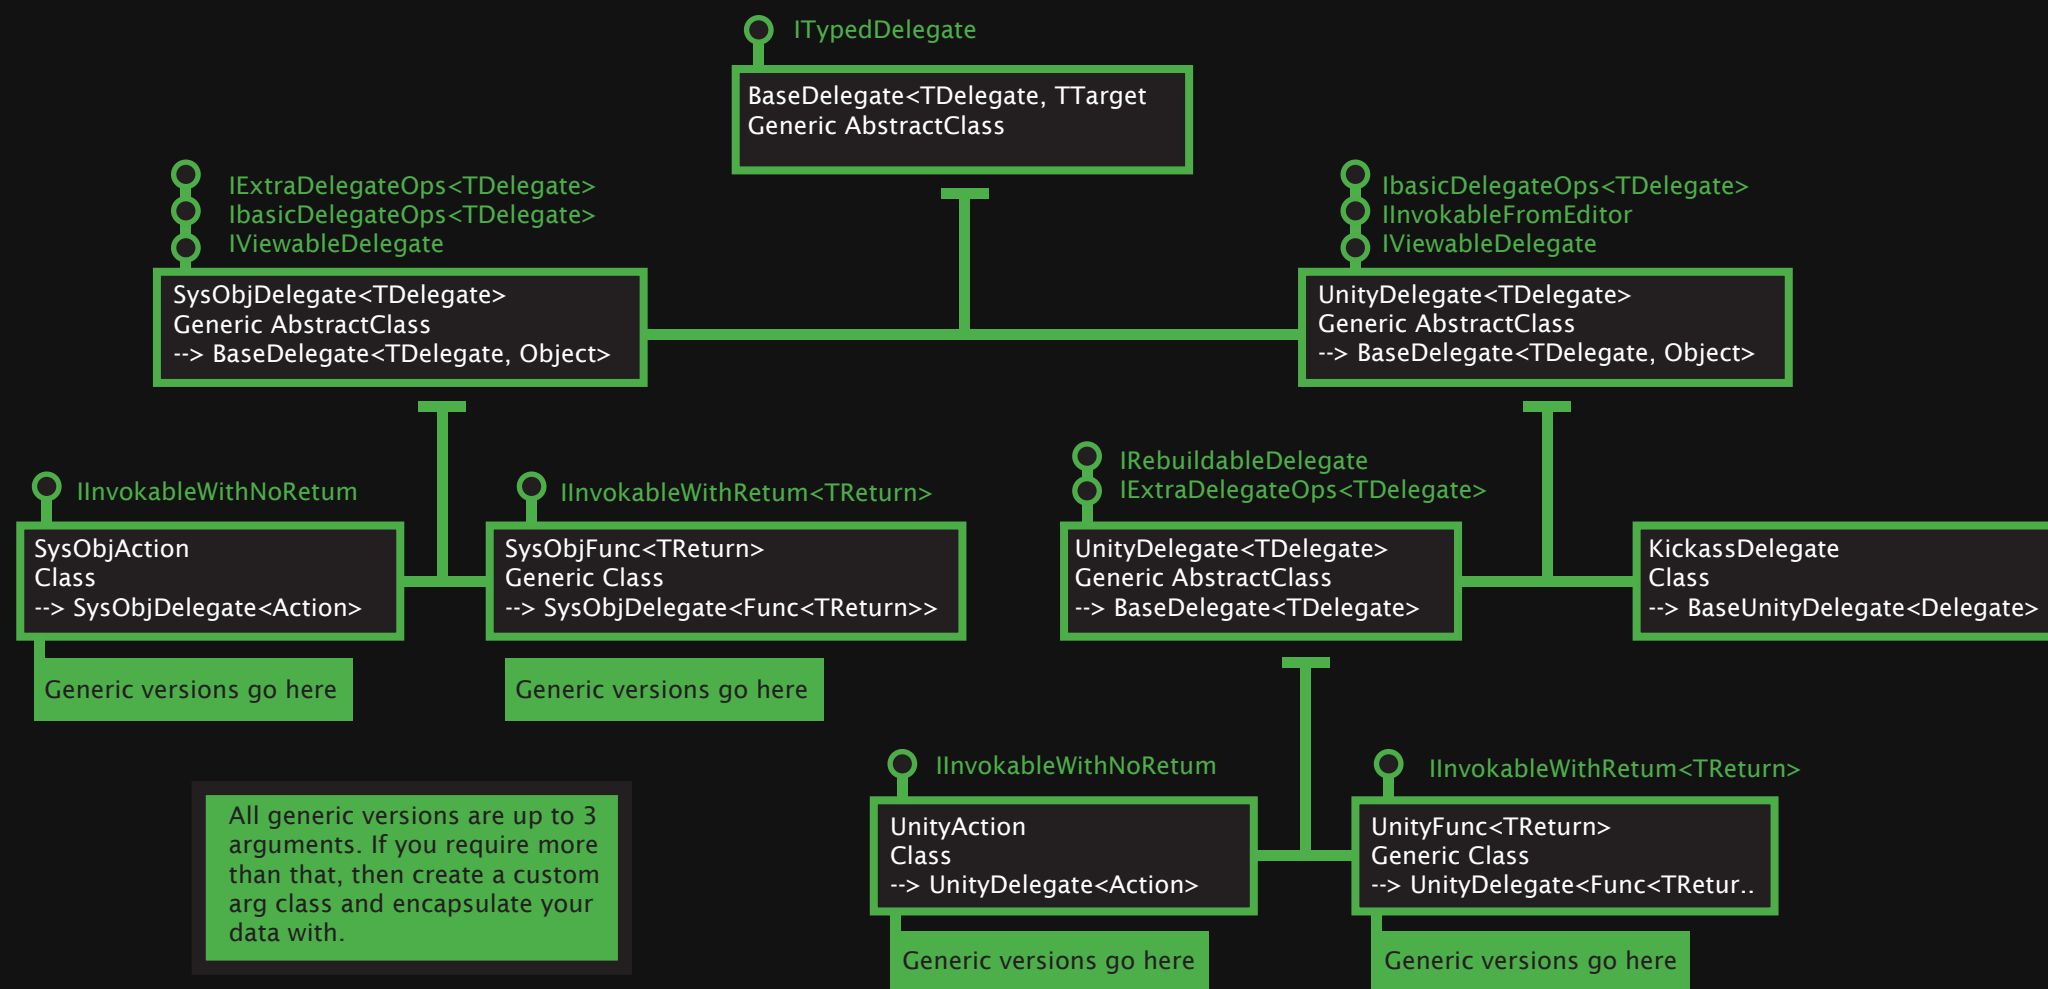 ITypedDelegate
BaseDelegate<TDelegate, TTarget
Generic AbstractClass
IExtraDelegateOps<TDelegate>
IbasicDelegateOps<TDelegate>
IViewableDelegate
SysObjDelegate<TDelegate>
Generic AbstractClass
--> BaseDelegate<TDelegate, Object>
IbasicDelegateOps<TDelegate>
IInvokableFromEditor
IViewableDelegate
UnityDelegate<TDelegate>
Generic AbstractClass
--> BaseDelegate<TDelegate, Object>
IInvokableWithNoRetum
SysObjAction
Class
--> SysObjDelegate<Action>
Generic versions go here
IInvokableWithRetum<TReturn>
SysObjFunc<TReturn>
Generic Class
--> SysObjDelegate<Func<TReturn>>
Generic versions go here
IRebuildableDelegate
IExtraDelegateOps<TDelegate>
UnityDelegate<TDelegate>
Generic AbstractClass
--> BaseDelegate<TDelegate>
KickassDelegate
Class
--> BaseUnityDelegate<Delegate>
All generic versions are up to 3
arguments. If you require more
than that, then create a custom
arg class and encapsulate your
data with.
IInvokableWithNoRetum
UnityAction
Class
--> UnityDelegate<Action>
Generic versions go here
IInvokableWithRetum<TReturn>
UnityFunc<TReturn>
Generic Class
--> UnityDelegate<Func<TRetur..
Generic versions go here